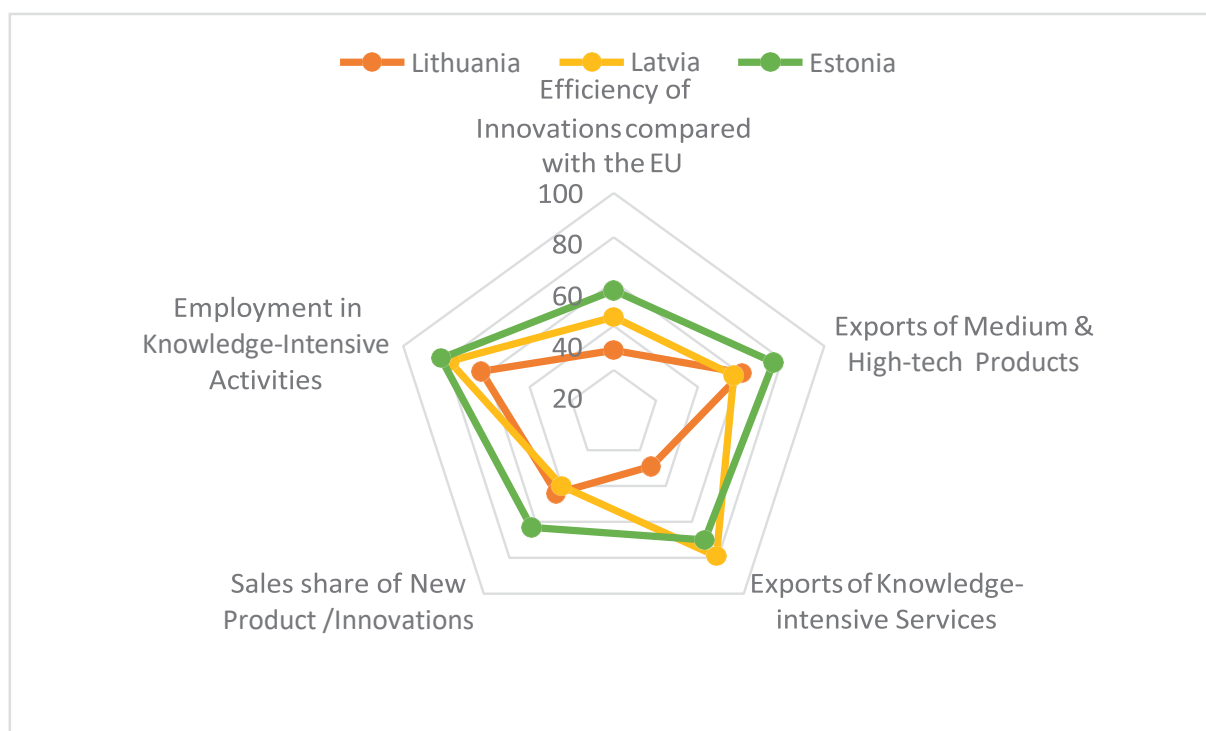 Lithuania Latvia Estonia
Efficiency of
Innovations compared
with the EU
100
80
60
40
20
Exports of Medium &
High-tech Products
Exports of Knowledge-
intensive Services
Sales share of New
Product /Innovations
Employment in
Knowledge-Intensive
Activities